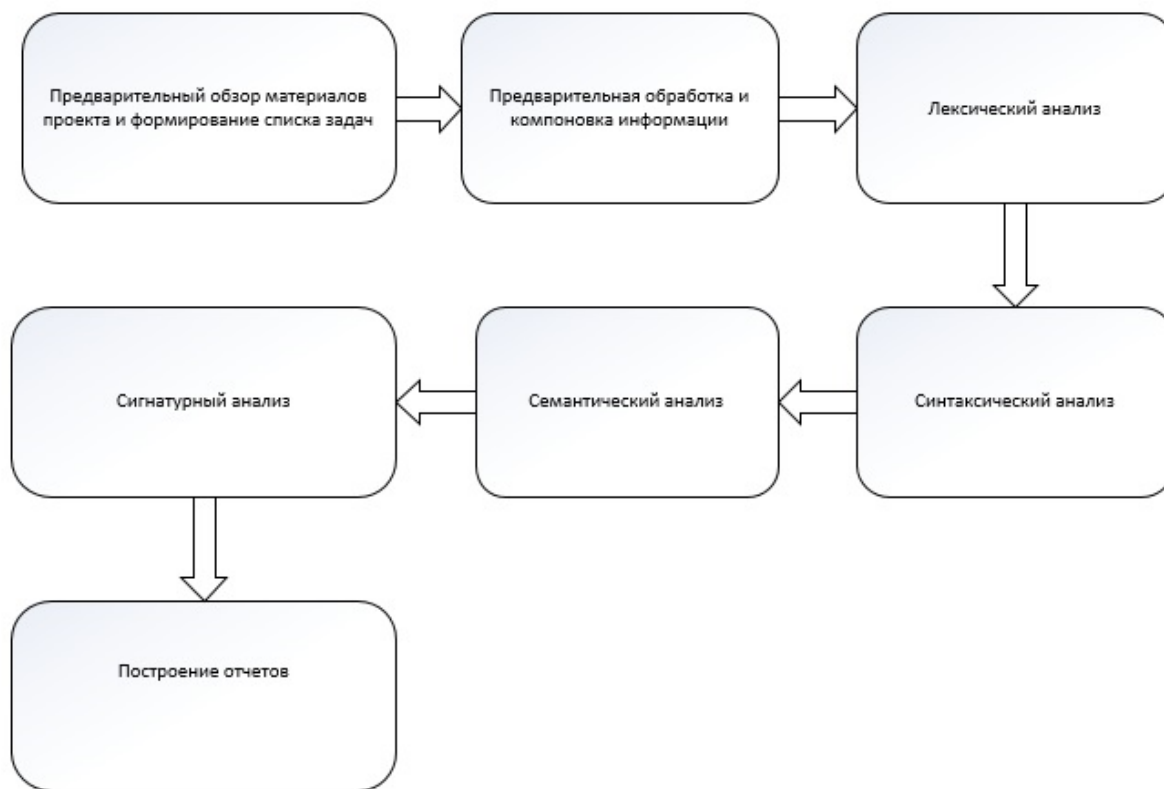 Предварительный обзор материалов
проекта и формирование списка задач
Предварительная обработка и
компоновка информации
Лексический анализ
Синтаксический анализ
Семантический анализ
Сигнатурный анализ
Построение отчетов